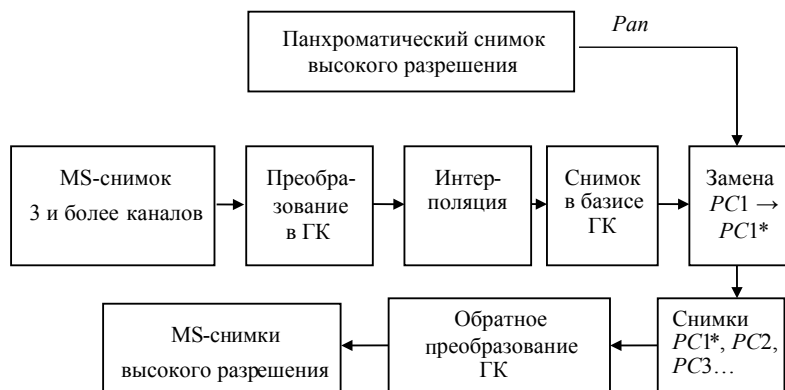 Панхроматический снимок
высокого разрешения
Pan
MS-снимок
3 и более каналов
Преобра-
зование
в ГК
Интер-
поляция
Снимок
в базисе
ГК
Замена
PC1 →
PC1*
MS-снимки
высокого разрешения
Обратное
преобразование
ГК
Снимки
PC1*, PC2,
PC3…